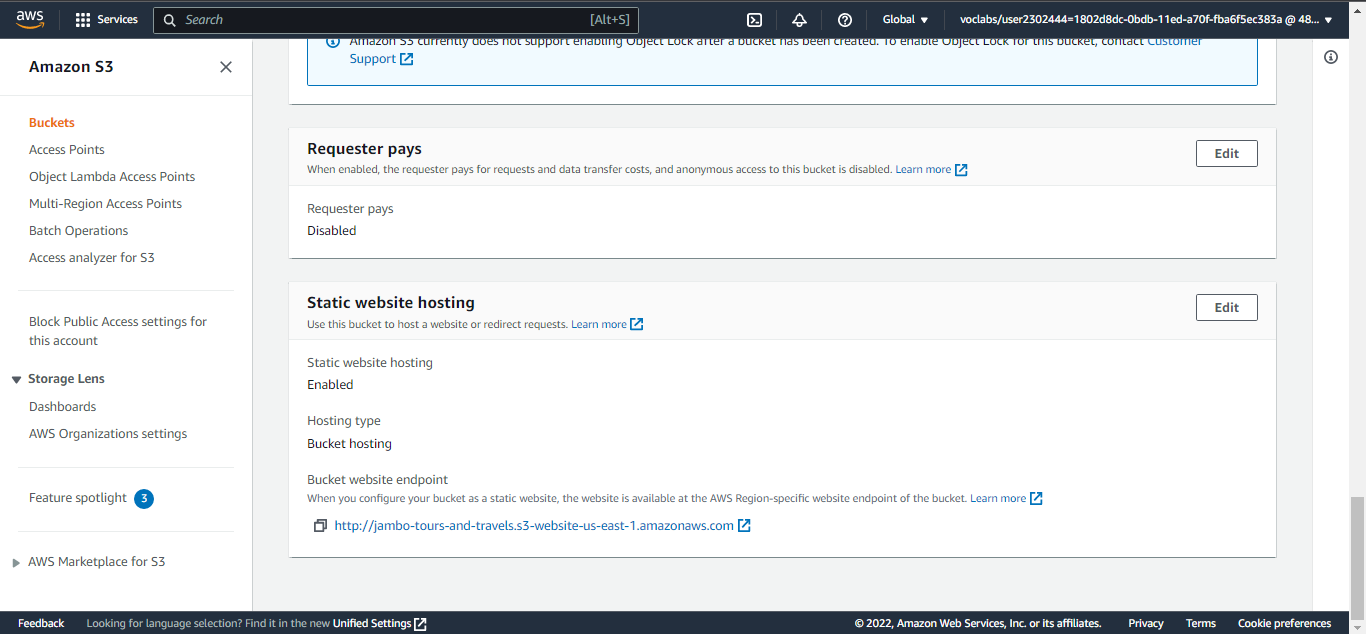 aws
Services
Search
[Alt+S]
Global
voclabs/user2302444=1802d8dc-0bdb-11ed-a70f-fba6f5ec383a @ 48...
Amazon S3
Buckets
Access Points
Object Lambda Access Points
Multi-Region Access Points
Batch Operations
Access analyzer for S3
Block Public Access settings for
this account
Storage Lens
Dashboards
AWS Organizations settings
Feature spotlight 3
AWS Marketplace for S3
Amazon S3 currently does not support enabling Object Lock after a bucket has been created. To enable Object Lock for this bucket, contact Customer
Support
Requester pays
When enabled, the requester pays for requests and data transfer costs, and anonymous access to this bucket is disabled. Learn more
Edit
Requester pays
Disabled
Static website hosting
Use this bucket to host a website or redirect requests. Learn more
Edit
Static website hosting
Enabled
Hosting type
Bucket hosting
Bucket website endpoint
When you configure your bucket as a static website, the website is available at the AWS Region-specific website endpoint of the bucket. Learn more
http://jambo-tours-and-travels.s3-website-us-east-1.amazonaws.com
Feedback
Looking for language selection? Find it in the new Unified Settings
© 2022, Amazon Web Services, Inc. or its affiliates.
Privacy
Terms
Cookie preferences